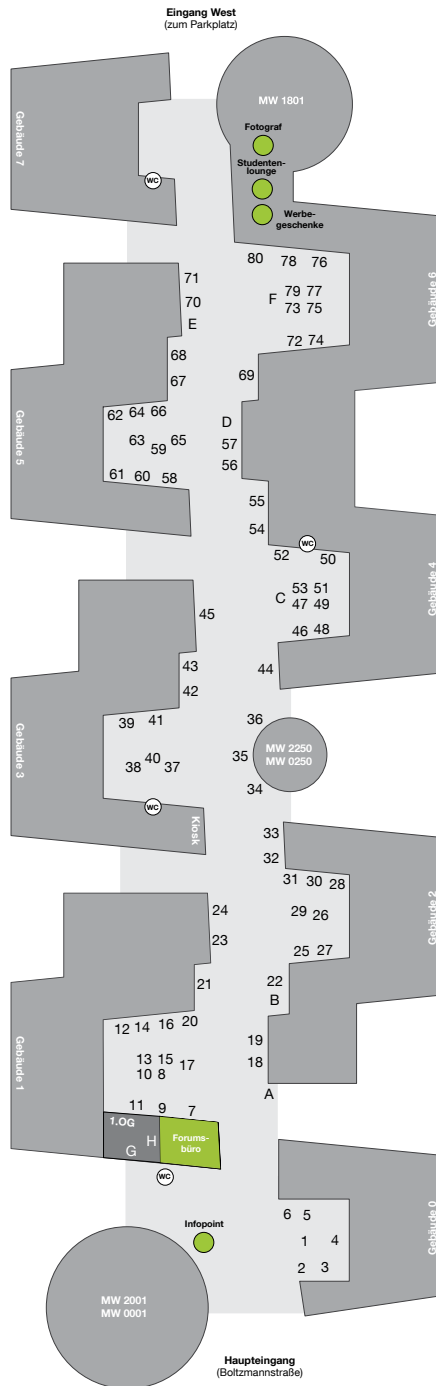 Eingang West
(zum Parkplatz)
MW 1801
Fotograf
Studenten-
lounge
Werbe-
geschenke
Gebäude 7
WC
80 78 76
71
79 77
F
73 75
70
E
Gebäude 6
72 74
68
69
67
62 64 66
D
63 65
59
57
56
Gebäude 5
61 60 58
55
54
WC
52 50
53 51
C
47 49
Gebäude 4
45
46 48
43
44
42
39 41
36
MW 2250
MW 0250
40
35
38 37
34
Gebäude 3
WC
Kiosk
33
32
31 30 28
24
29 26
Gebäude 2
23
25 27
21
22
B
12 14 16 20
19
13 15
17
18
10 8
Gebäude 1
A
11 9 7
1.OG
H
G
Forums-
büro
WC
6 5
Infopoint
1 4
Gebäude 0
2 3
MW 2001
MW 0001
Haupteingang
(Boltzmannstraße)